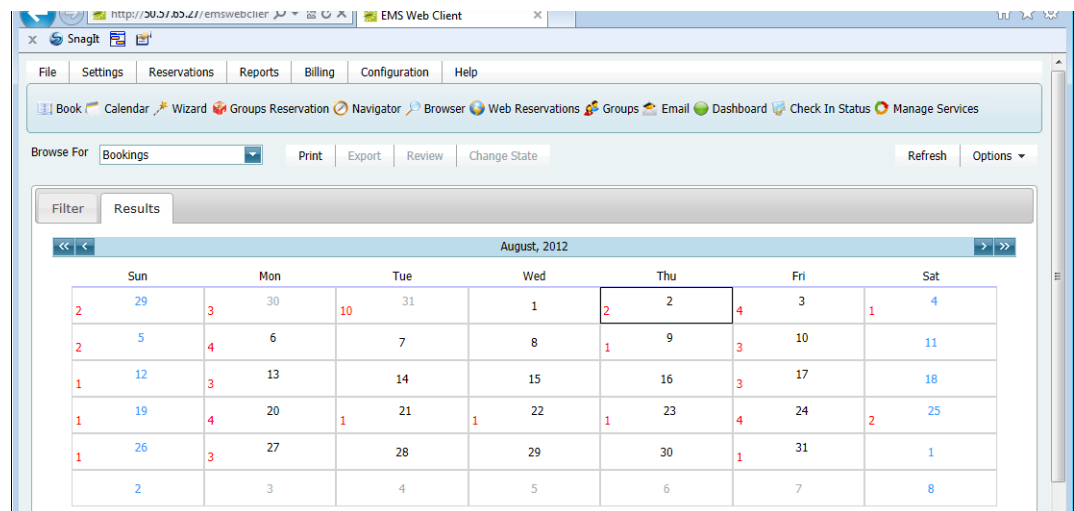 http://50.57.65.27/emswebclier EMS Web Client
x SnagIt
File Settings Reservations Reports Billing Configuration Help
Book Calendar Wizard Groups Reservation Navigator Browser Web Reservations Groups Email Dashboard Check In Status Manage Services
Browse For Bookings Print Export Review Change State Refresh Options
Filter Results
« < August, 2012 > »
Sun Mon Tue Wed Thu Fri Sat
2 29 3 30 10 31 1 2 2 4 3 1 4
2 5 4 6 7 8 1 9 3 10 11
1 12 3 13 14 15 16 3 17 18
1 19 4 20 1 21 1 22 1 23 4 24 2 25
1 26 3 27 28 29 30 1 31 1
2 3 4 5 6 7 8